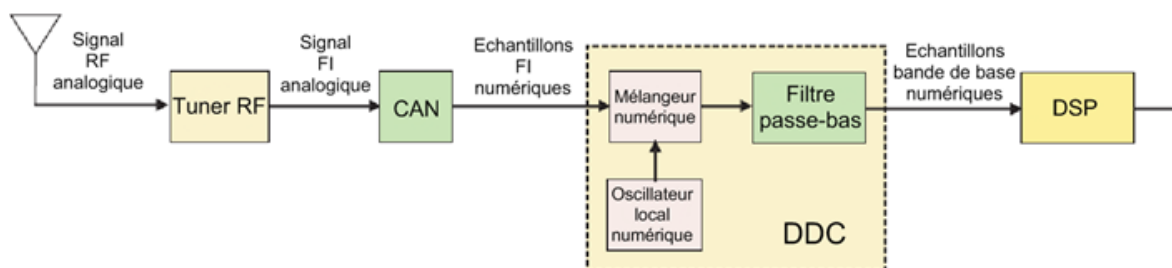 Signal
RF
analogique
Tuner RF
Signal
FI
analogique
CAN
Echantillons
FI
numériques
Mélangeur
numérique
Oscillateur
local
numérique
Filtre
passe-bas
DDC
Echantillons
bande de base
numériques
DSP